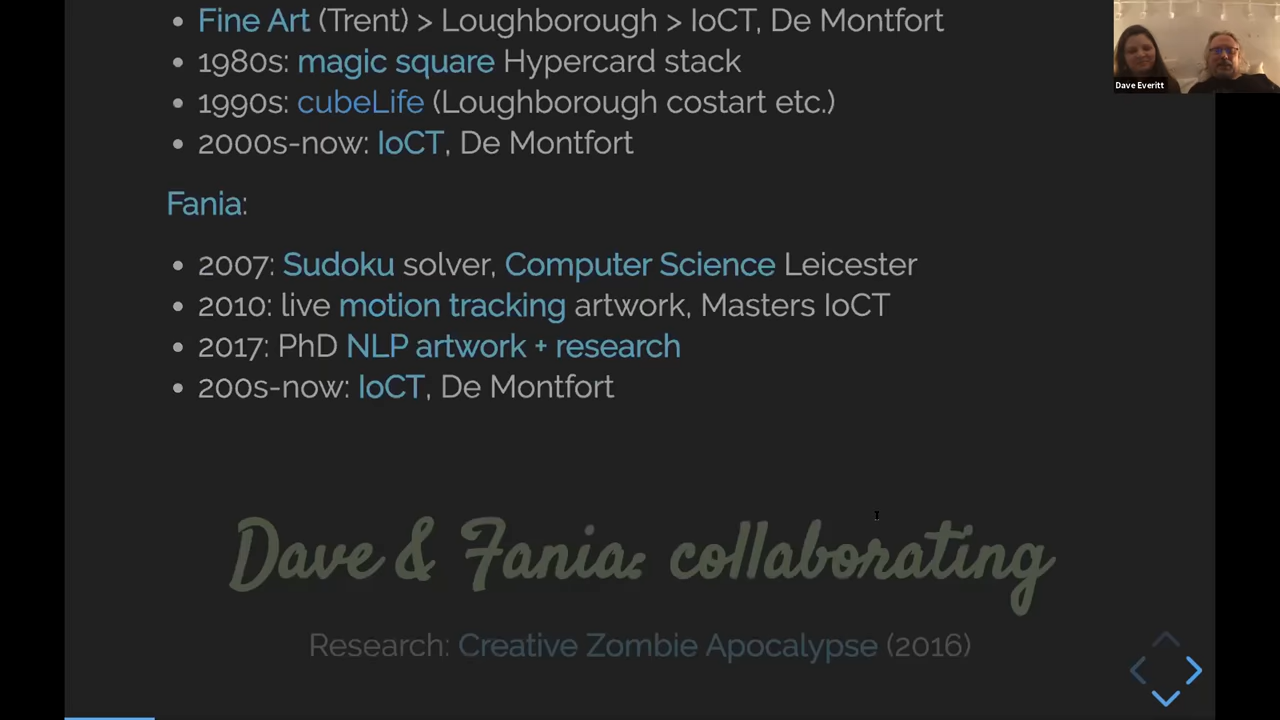 Fine Art (Trent) > Loughborough > IoCT, De Montfort
1980s: magic square Hypercard stack
1990s: cubeLife (Loughborough costart etc.)
2000s-now: IoCT, De Montfort
Fania:
2007: Sudoku solver, Computer Science Leicester
2010: live motion tracking artwork, Masters IoCT
2017: PhD NLP artwork + research
200s-now: IoCT, De Montfort
Dave & Fania: collaborating
Research: Creative Zombie Apocalypse (2016)
Dave Everitt